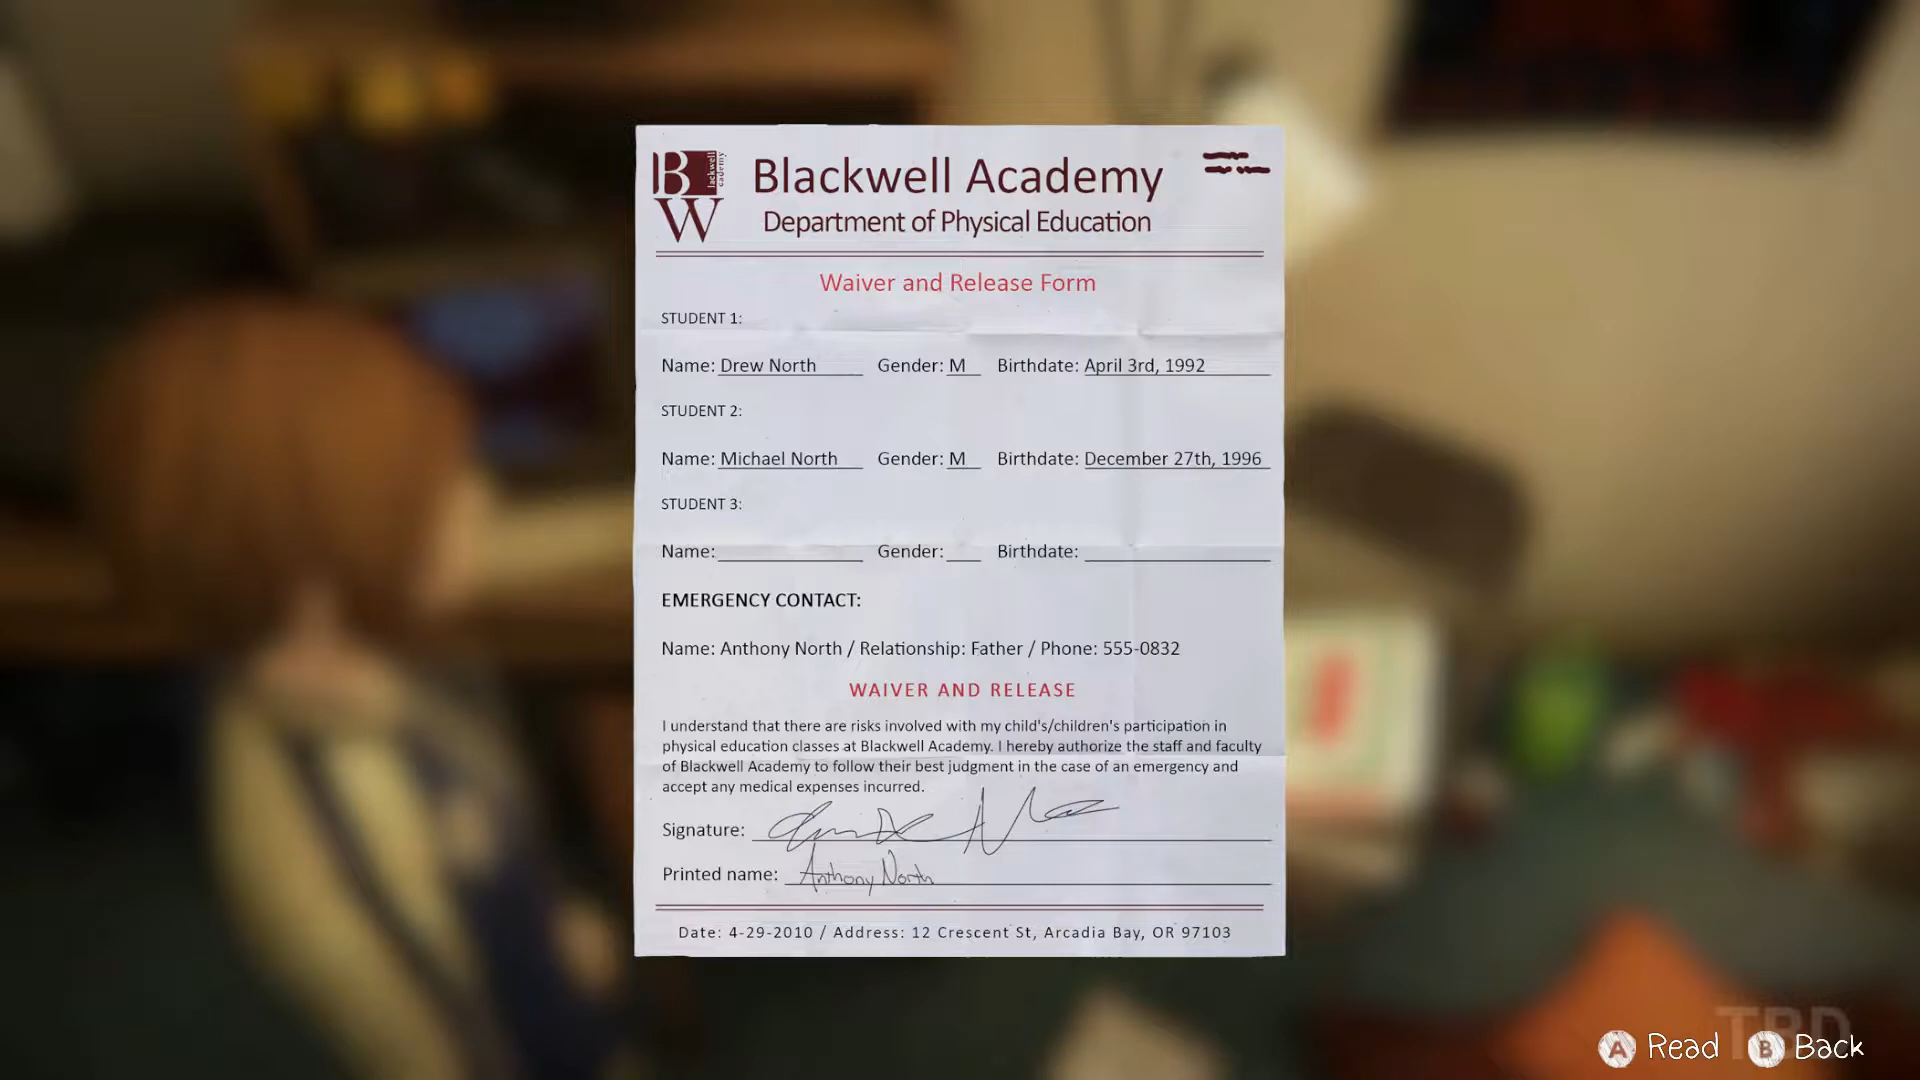 B lackwell cademy
W
Blackwell Academy
Department of Physical Education
Waiver and Release Form
STUDENT 1:
Name: Drew North Gender: M Birthdate: April 3rd, 1992
STUDENT 2:
Name: Michael North Gender: M Birthdate: December 27th, 1996
STUDENT 3:
Name: Gender: Birthdate:
EMERGENCY CONTACT:
Name: Anthony North / Relationship: Father / Phone: 555-0832
WAIVER AND RELEASE
I understand that there are risks involved with my child's/children's participation in
physical education classes at Blackwell Academy. I hereby authorize the staff and faculty
of Blackwell Academy to follow their best judgment in the case of an emergency and
accept any medical expenses incurred.
Signature:
Printed name: Anthony North
Date: 4-29-2010 / Address: 12 Crescent St, Arcadia Bay, OR 97103
TBD
A Read B Back